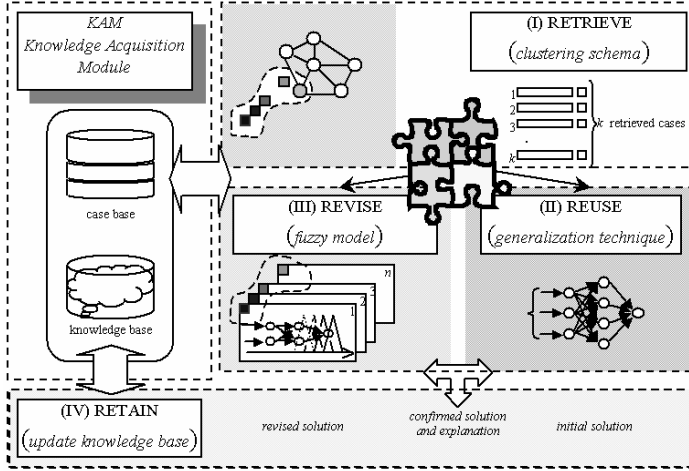 KAM
Knowledge Acquisition
Module
(I) RETRIEVE
(clustering schema)
1
2
3
k
k retrieved cases
case base
knowledge base
(III) REVISE
(fuzzy model)
(II) REUSE
(generalization technique)
n
3
2
1
(IV) RETAIN
(update knowledge base)
revised solution
confirmed solution
and explanation
initial solution